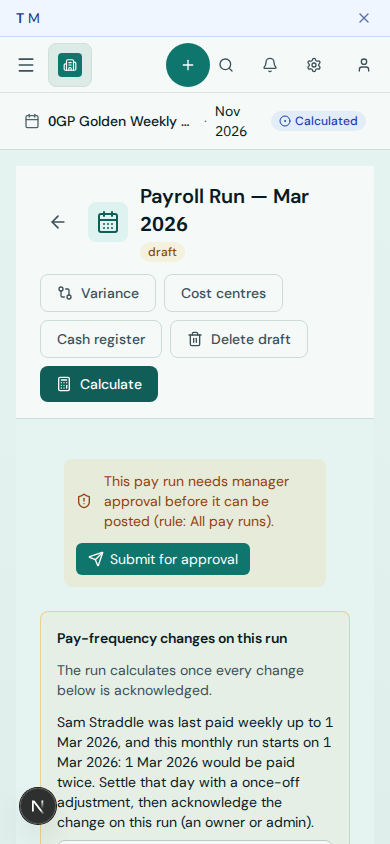 T M
0GP Golden Weekly ...
· Nov 2026
Calculated
Payroll Run — Mar
2026
draft
Variance
Cost centres
Cash register
Delete draft
Calculate
This pay run needs manager
approval before it can be
posted (rule: All pay runs).
Submit for approval
Pay-frequency changes on this run
The run calculates once every change
below is acknowledged.
Sam Straddle was last paid weekly up to 1
Mar 2026, and this monthly run starts on 1
Mar 2026: 1 Mar 2026 would be paid
twice. Settle that day with a once-off
adjustment, then acknowledge the
change on this run (an owner or admin).
N